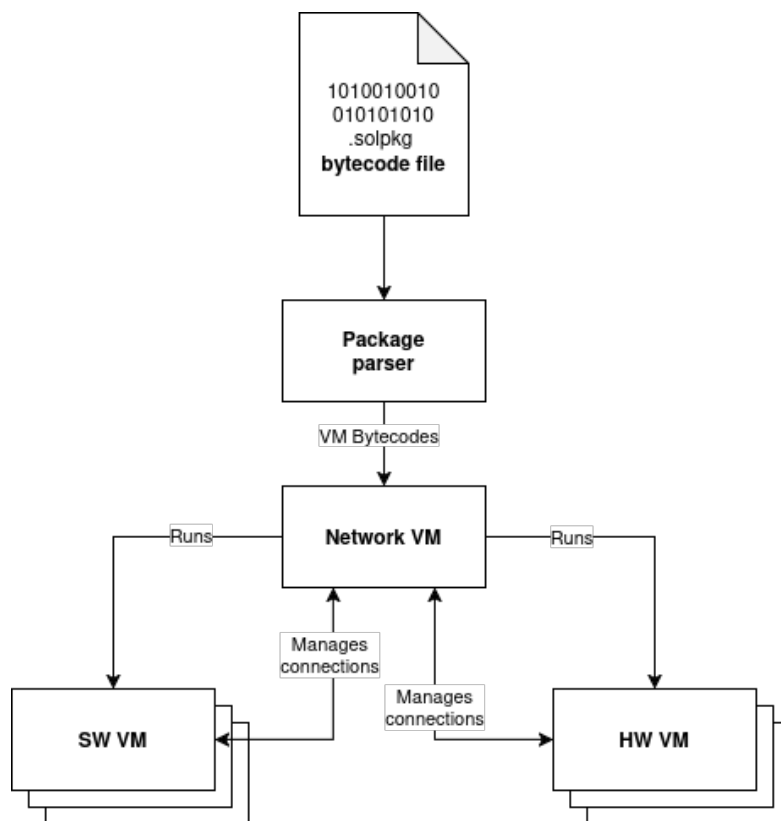 1010010010
010101010
.solpkg
bytecode file
Package
parser
VM Bytecodes
Network VM
Runs
Runs
Manages
connections
Manages
connections
SW VM
HW VM